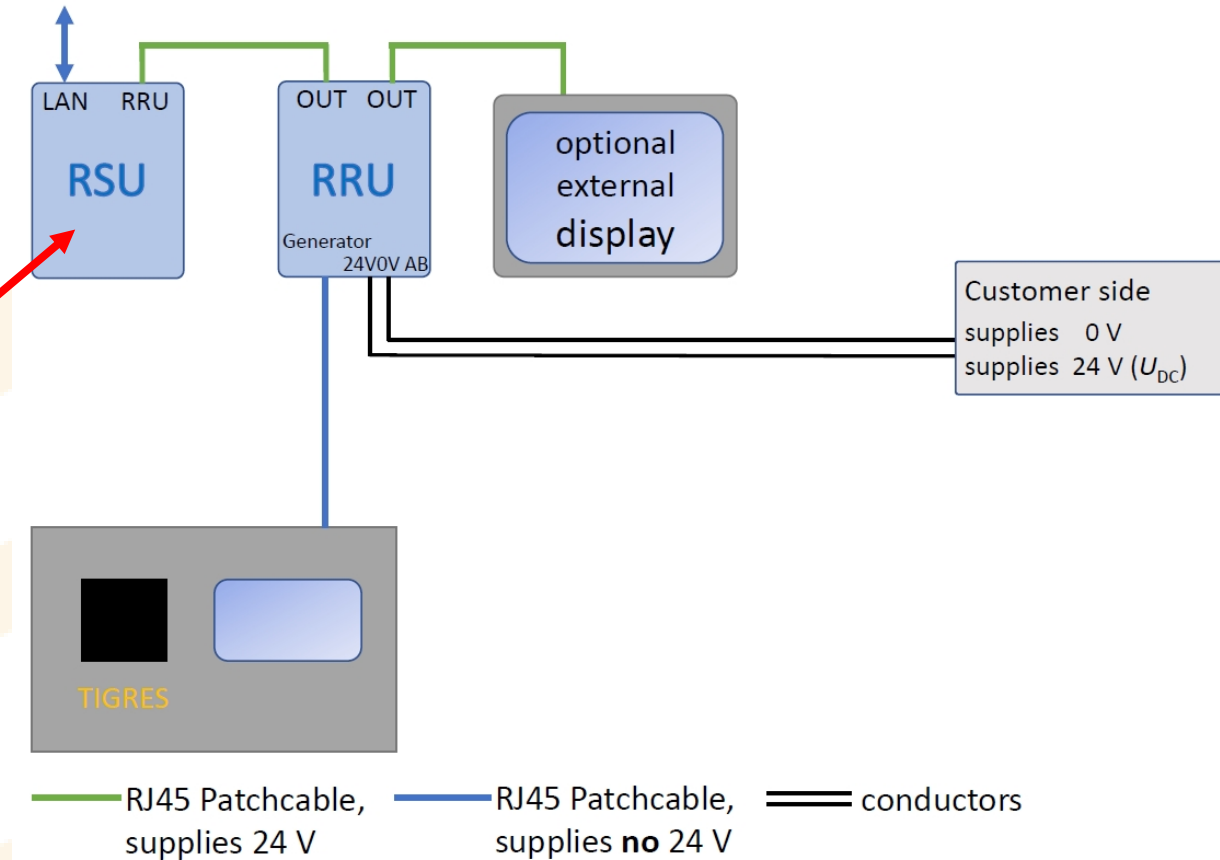 LAN RRU
RSU
OUT OUT
RRU
Generator
24V0V AB
optional
external
display
Customer side
supplies 0 V
supplies 24 V (UDC)
TIGRES
RJ45 Patchcable,
supplies 24 V
RJ45 Patchcable,
supplies no 24 V
conductors